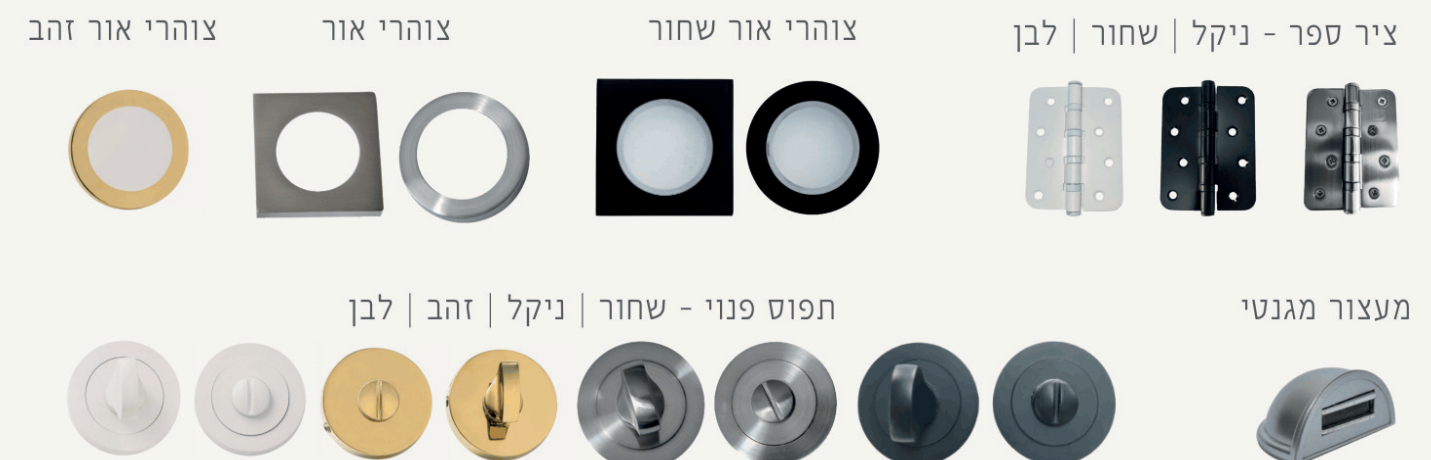 ציר ספר - ניקל | שחור | לבן
צוהרי אור שחור
צוהרי אור
צוהרי אור זהב
מעצור מגנטי
תפוס פנוי - שחור | ניקל | זהב | לבן